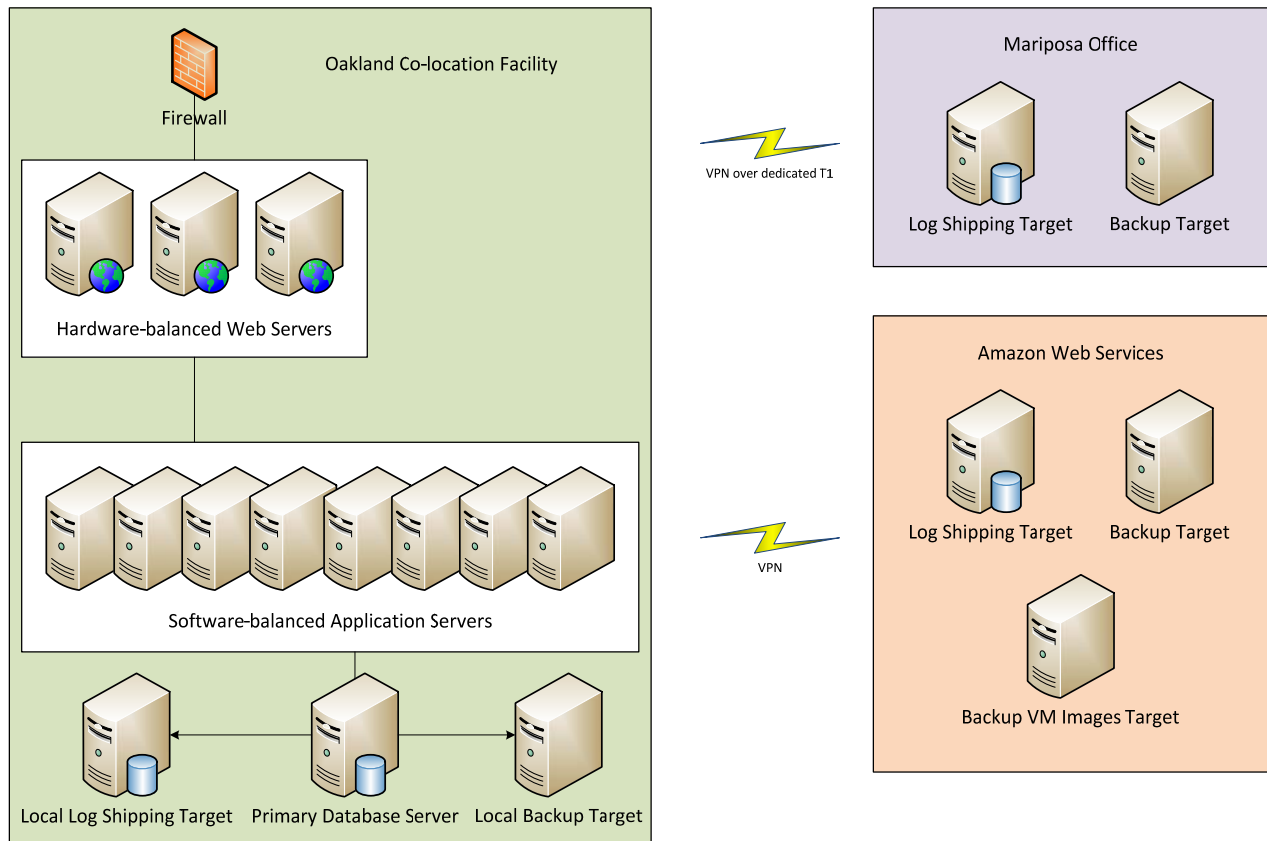 Oakland Co-location Facility
Firewall
Hardware-balanced Web Servers
Software-balanced Application Servers
Local Log Shipping Target
Primary Database Server
Local Backup Target
VPN over dedicated T1
VPN
Mariposa Office
Log Shipping Target
Backup Target
Amazon Web Services
Log Shipping Target
Backup Target
Backup VM Images Target